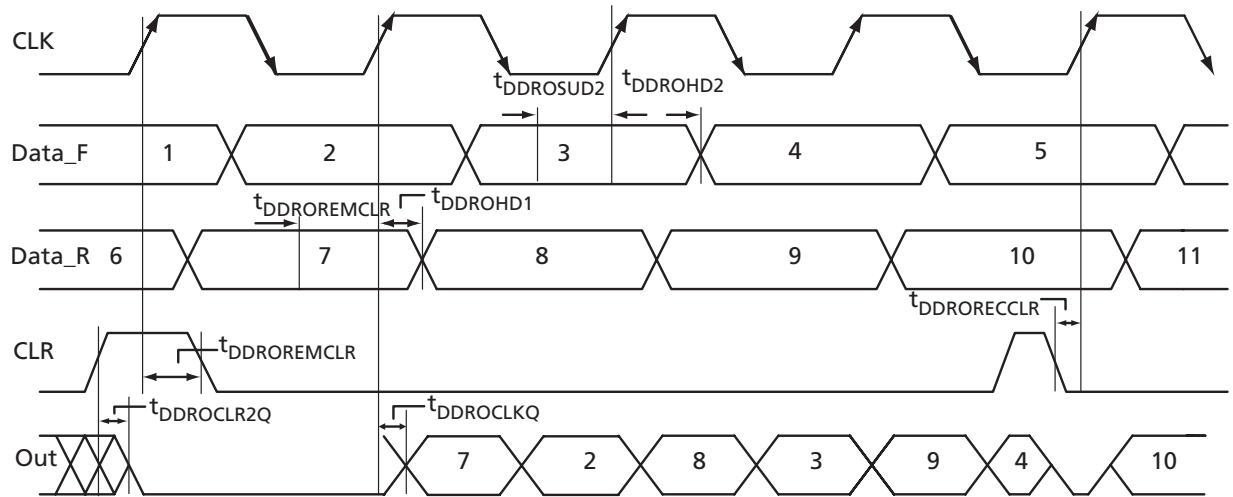 CLK
tDDROSUD2 tDDROHD2
Data_F 1 2 3 4 5
tDDROREMCLR tDDROHD1
Data_R 6 7 8 9 10 11
tDDRORECCLR
CLR tDDROREMCLR
tDDROCLR2Q tDDROCLKQ
Out 7 2 8 3 9 4 10